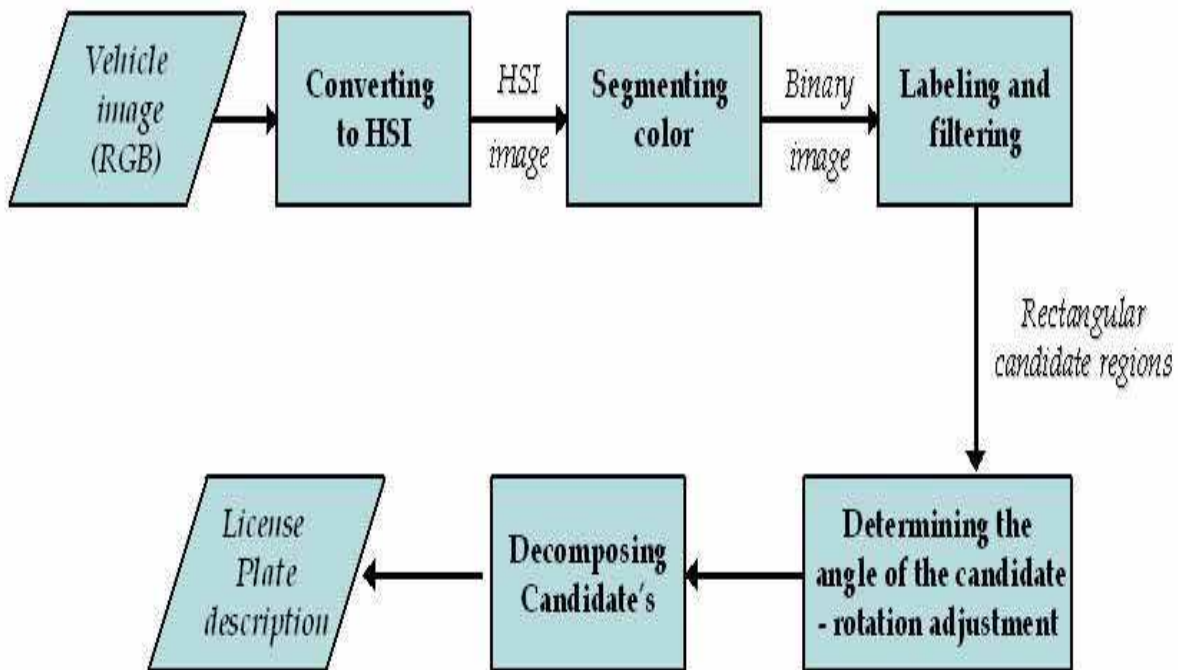 Vehicle
image
(RGB)
Converting
to HSI
HSI
image
Segmenting
color
Binary
image
Labeling and
filtering
Rectangular
candidate regions
Determining the
angle of the candidate
- rotation adjustment
Decomposing
Candidate's
License
Plate
description